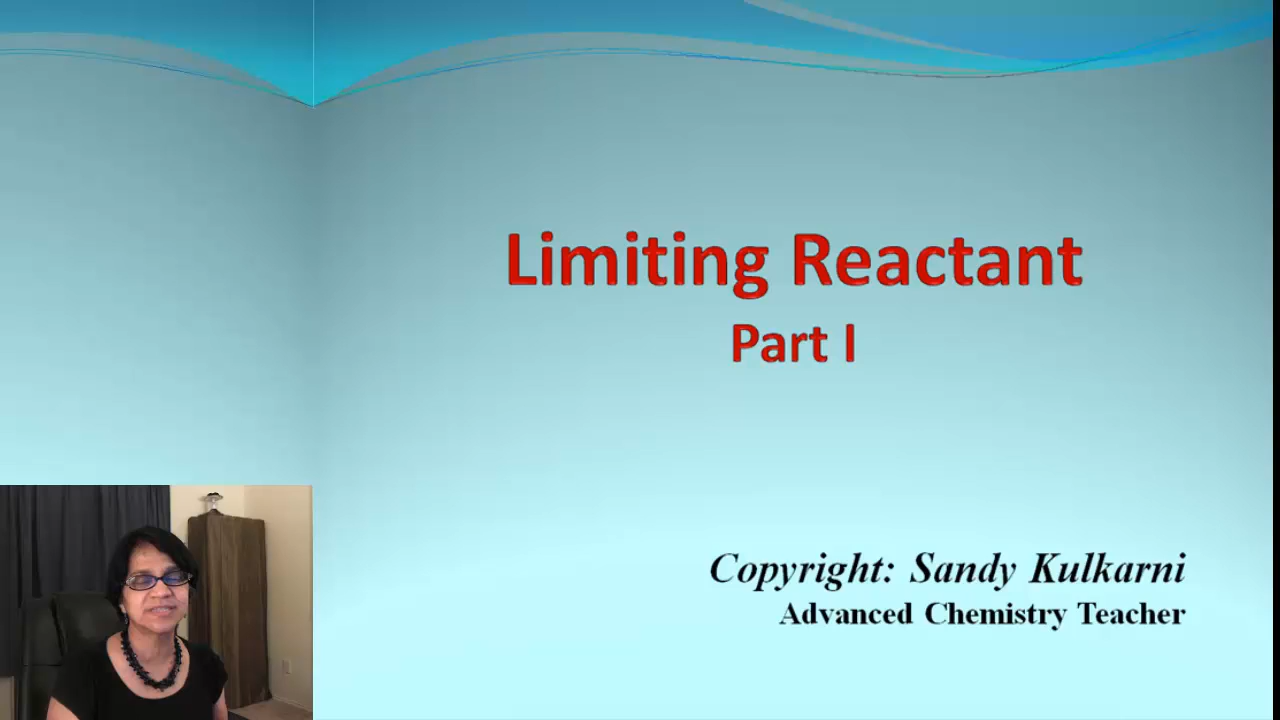 Limiting Reactant
Part I
Copyright: Sandy Kulkarni
Advanced Chemistry Teacher